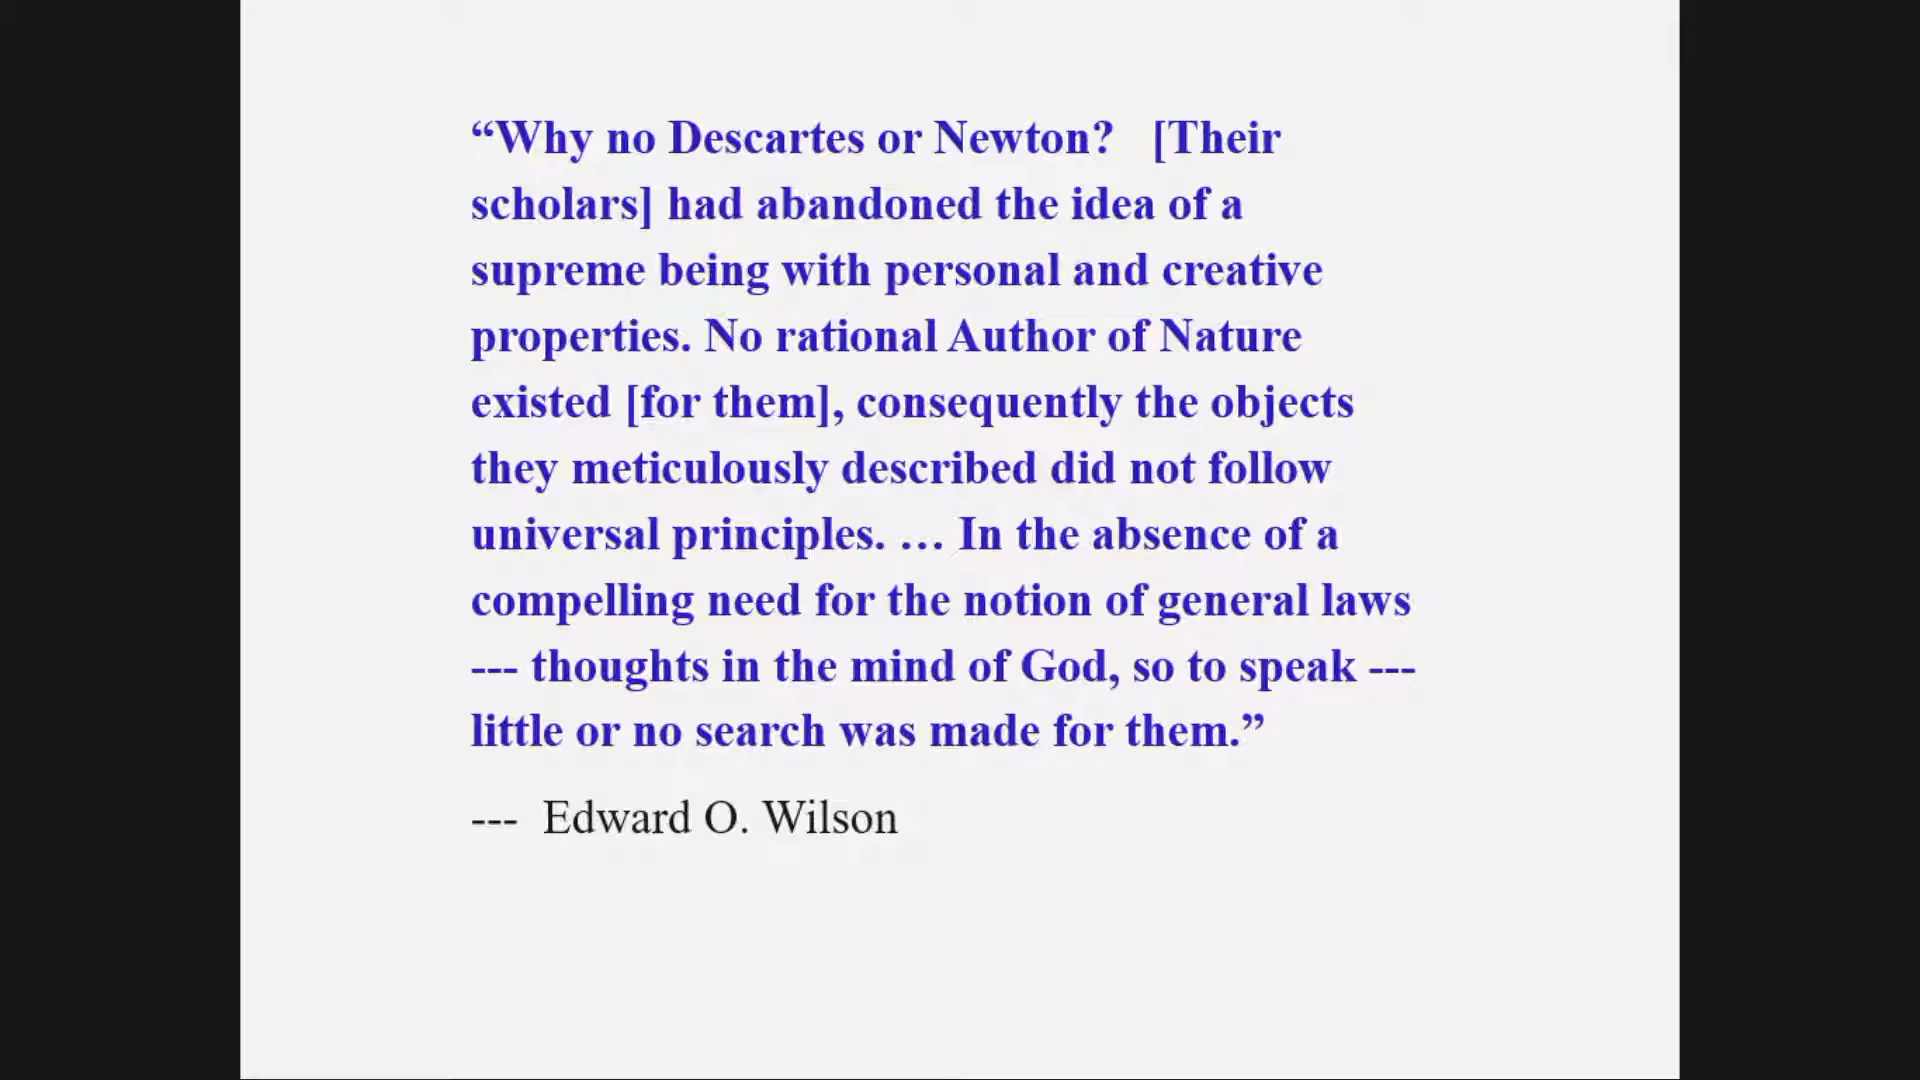 “Why no Descartes or Newton?   [Their
scholars] had abandoned the idea of a
supreme being with personal and creative
properties. No rational Author of Nature
existed [for them], consequently the objects
they meticulously described did not follow
universal principles. … In the absence of a
compelling need for the notion of general laws
--- thoughts in the mind of God, so to speak ---
little or no search was made for them.”
---  Edward O. Wilson